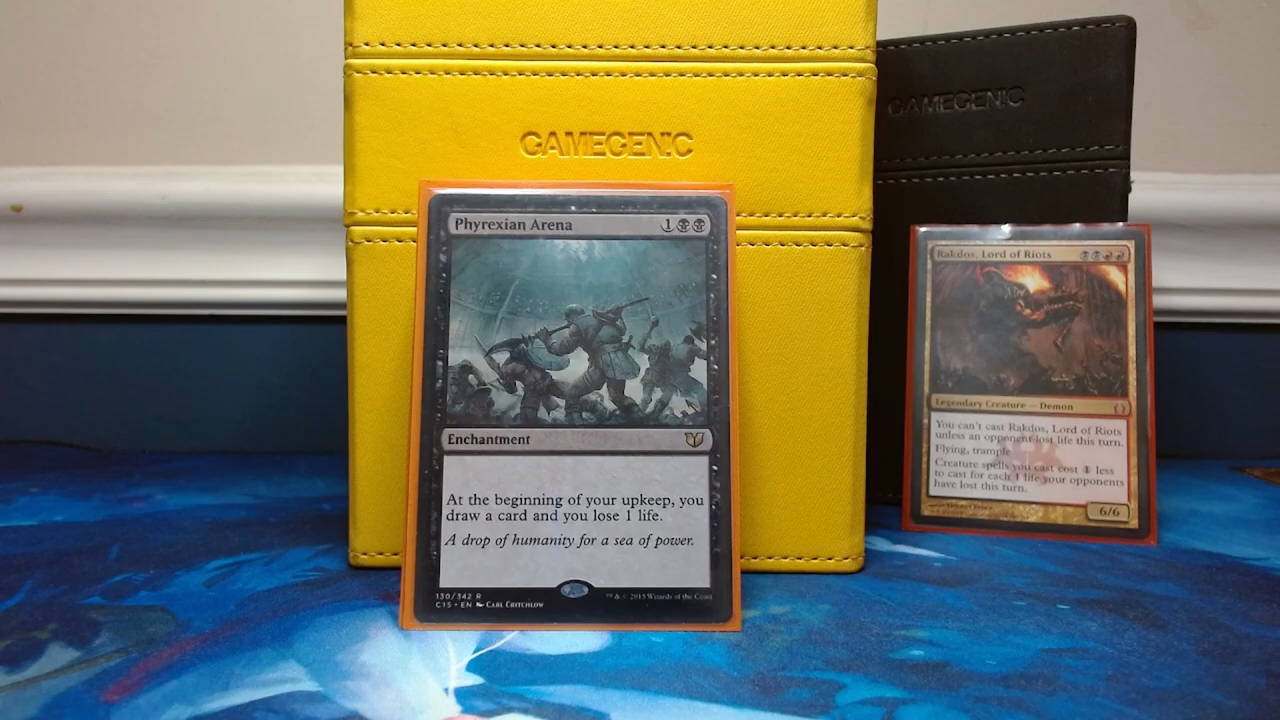 GAMEGENIC
GAMEGENIC
Phyrexian Arena
1
Enchantment
At the beginning of your upkeep, you
draw a card and you lose 1 life.
A drop of humanity for a sea of power.
130/342 R
C15 • EN Carl Critchlow
™ & © 2015 Wizards of the Coast
Rakdos, Lord of Riots
Legendary Creature — Demon
You can't cast Rakdos, Lord of Riots
unless an opponent lost life this turn.
Flying, trample
Creature spells you cast cost 1 less
to cast for each 1 life your opponents
have lost this turn.
6/6